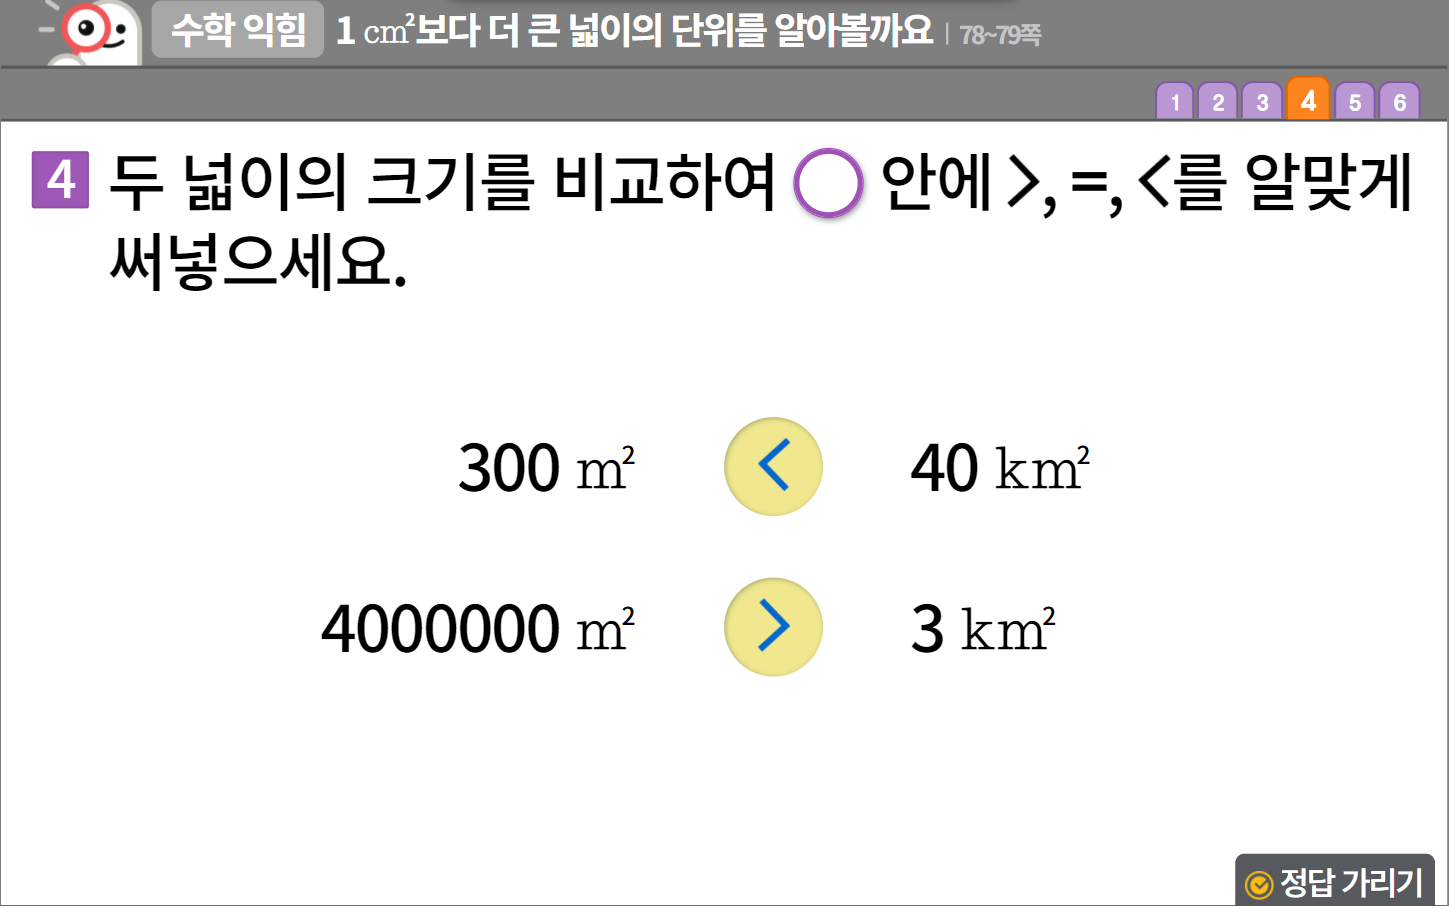 수학 익힘 1 cm²보다 더 큰 넓이의 단위를 알아볼까요 | 78~79쪽
1 2 3 4 5 6
4 두 넓이의 크기를 비교하여 ○ 안에 >, =, <를 알맞게
써넣으세요.
300 m² < 40 km²
4000000 m² > 3 km²
정답 가리기